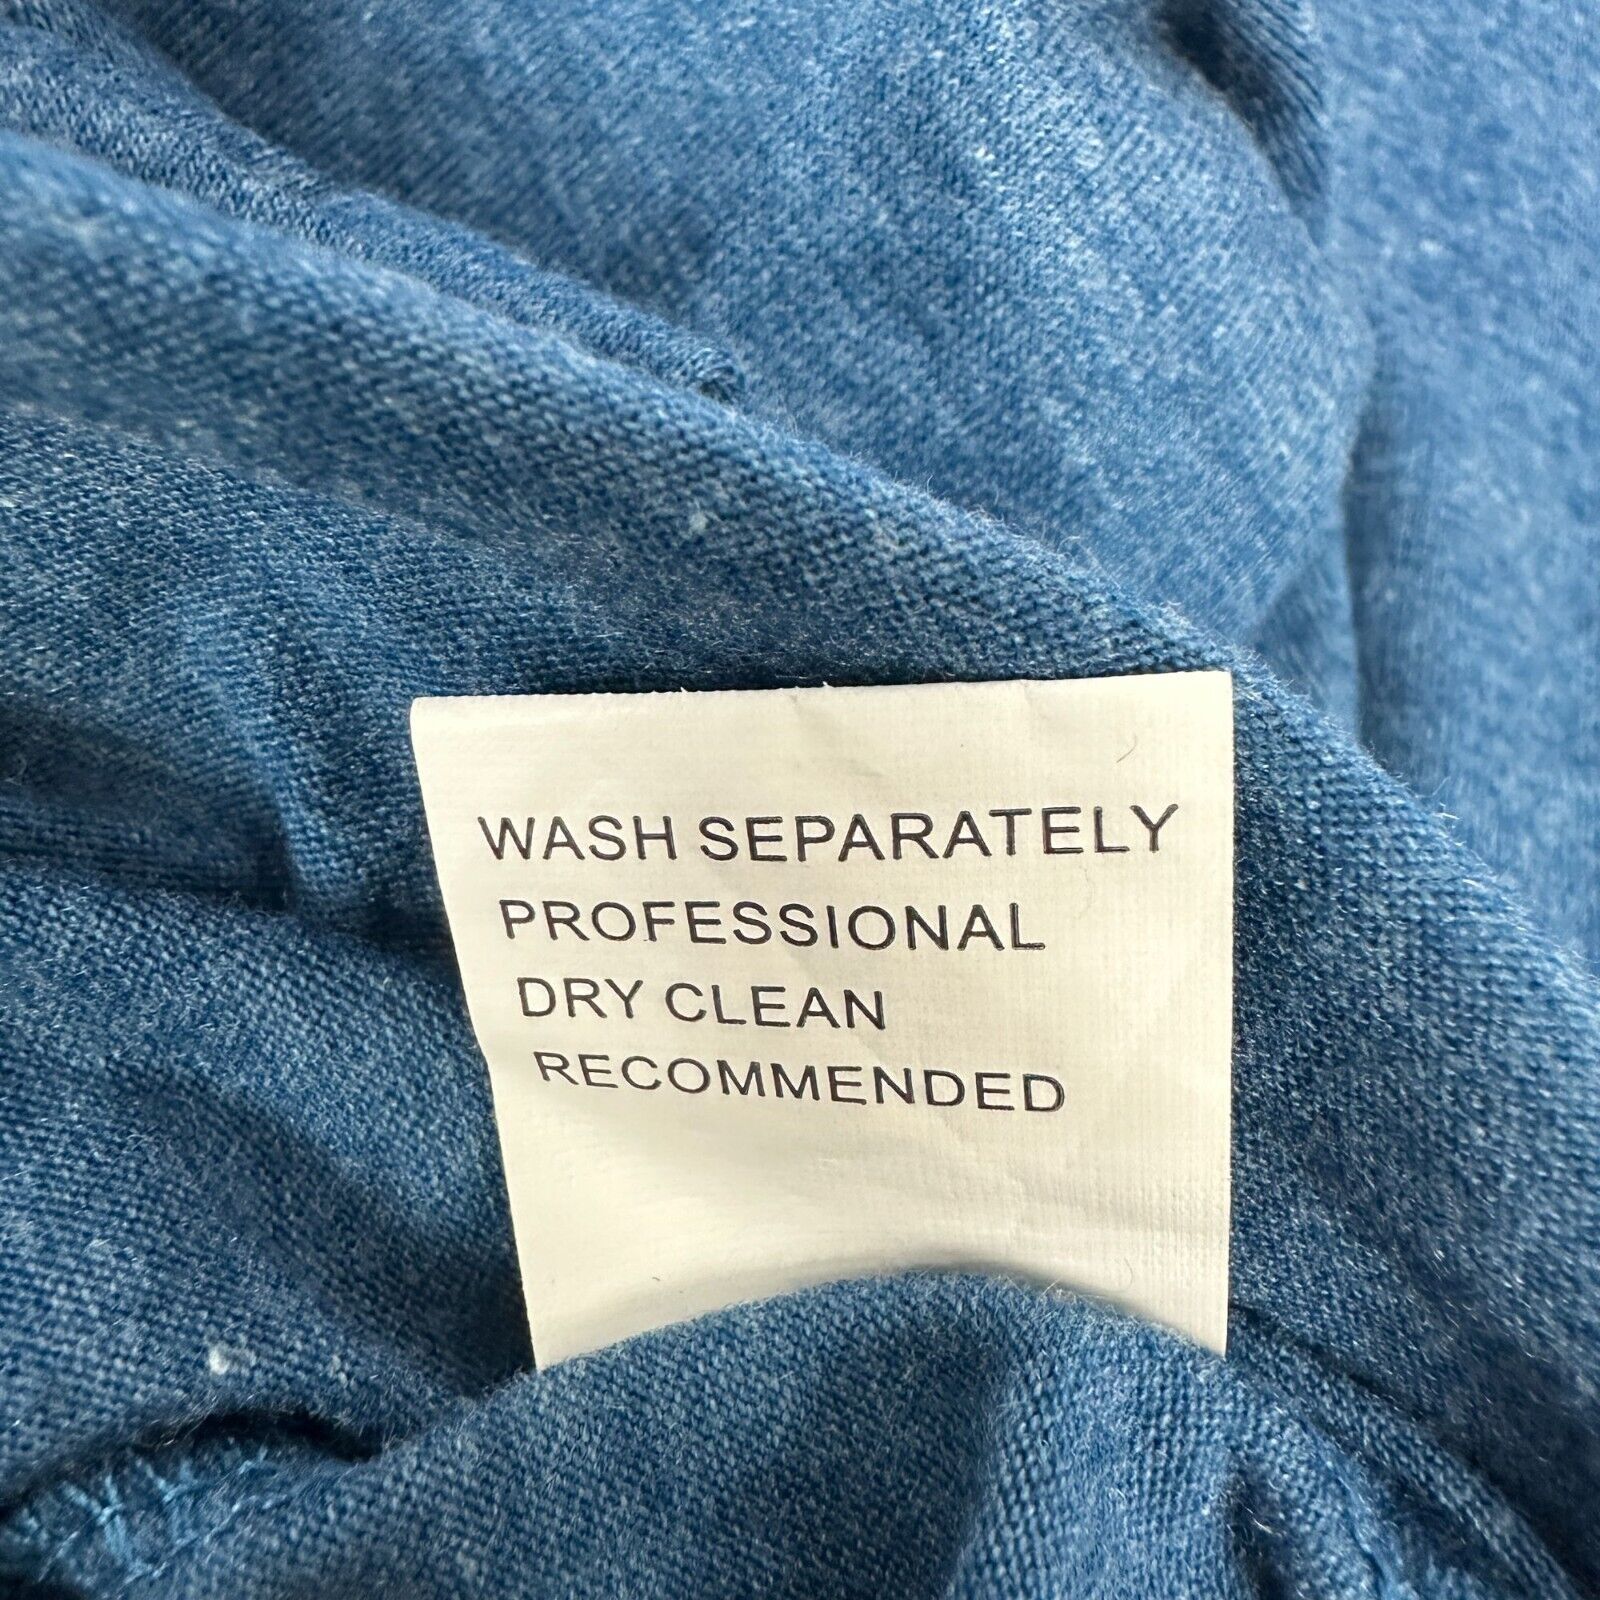 WASH SEPARATELY
PROFESSIONAL
DRY CLEAN
RECOMMENDED